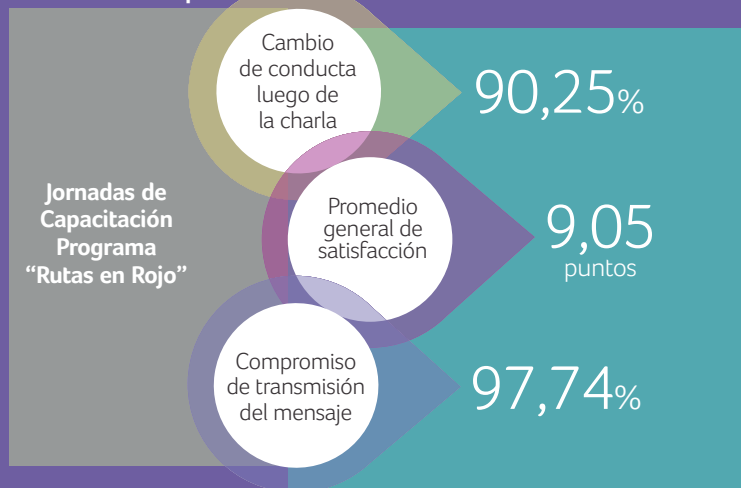 Jornadas de
Capacitación
Programa
“Rutas en Rojo”
Cambio
de conducta
luego de
la charla
90,25%
Promedio
general de
satisfacción
9,05
puntos
Compromiso
de transmisión
del mensaje
97,74%